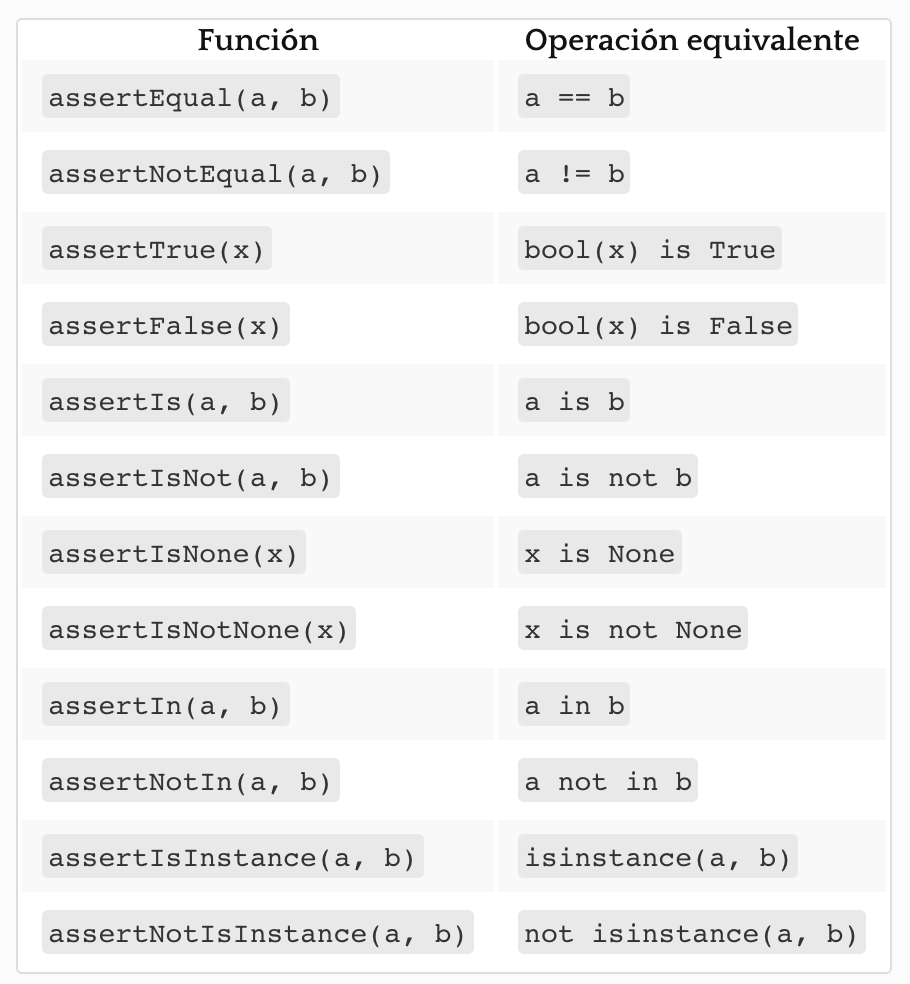 Función Operación equivalente
assertEqual(a, b) a == b
assertNotEqual(a, b) a != b
assertTrue(x) bool(x) is True
assertFalse(x) bool(x) is False
assertIs(a, b) a is b
assertIsNot(a, b) a is not b
assertIsNone(x) x is None
assertIsNotNone(x) x is not None
assertIn(a, b) a in b
assertNotIn(a, b) a not in b
assertIsInstance(a, b) isinstance(a, b)
assertNotIsInstance(a, b) not isinstance(a, b)